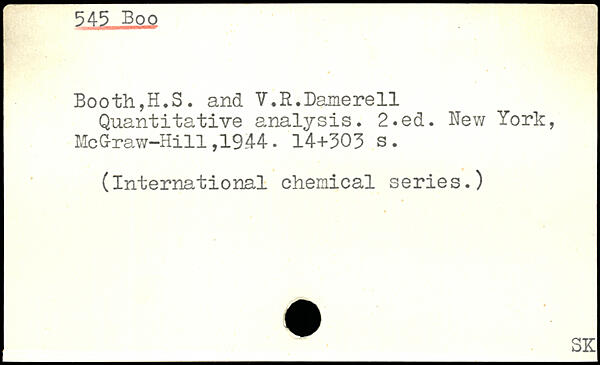 545 Boo
Booth,H.S. and V.R.Damerell
Quantitative analysis. 2.ed. New York,
McGraw-Hill,1944. 14+303 s.
(International chemical series.)
SK